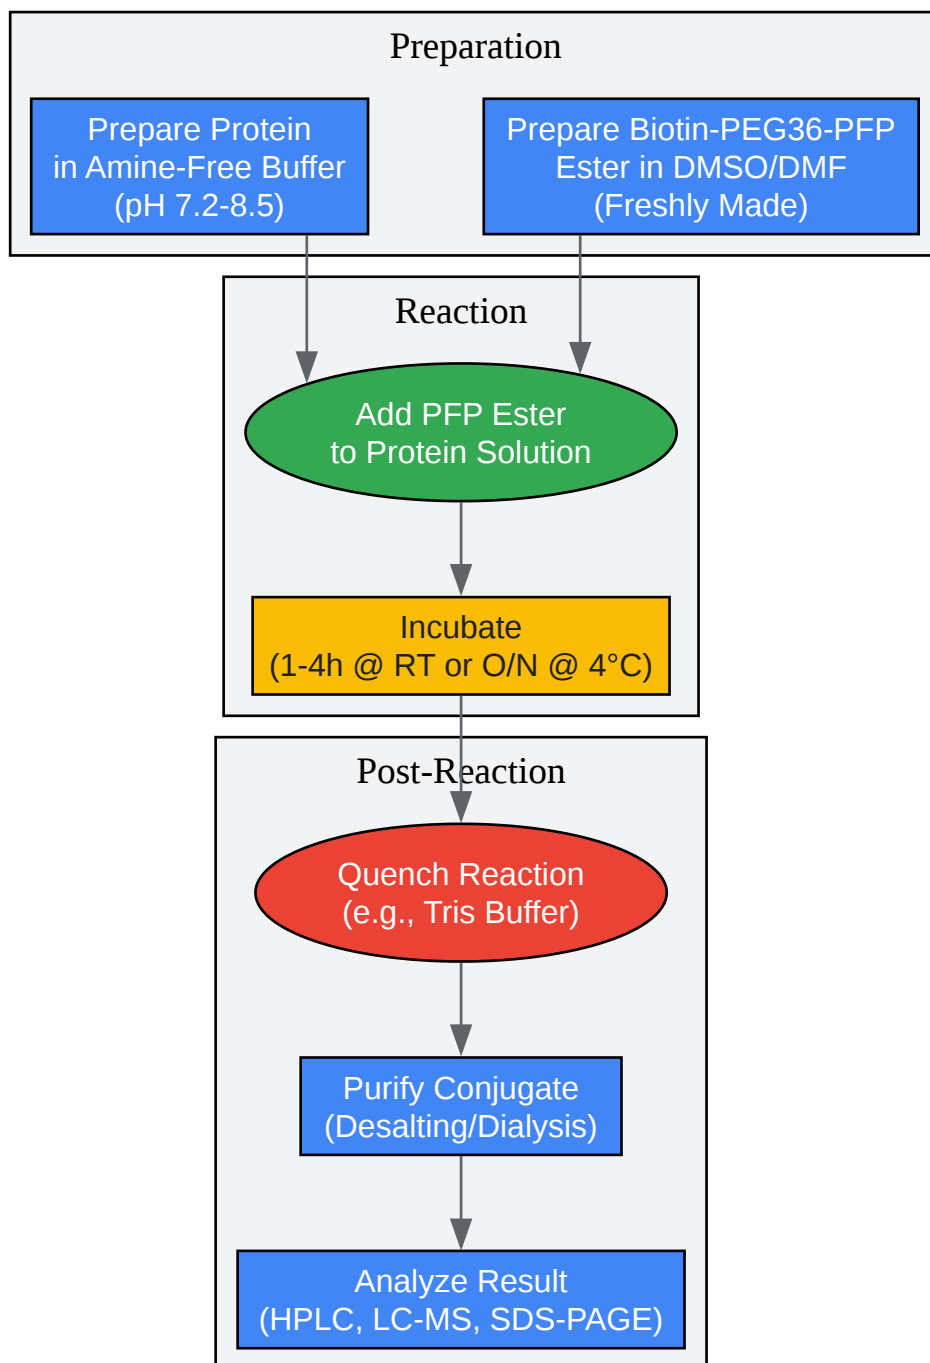 Preparation
Prepare Protein
in Amine-Free Buffer
(pH 7.2-8.5)
Prepare Biotin-PEG36-PFP
Ester in DMSO/DMF
(Freshly Made)
Reaction
Add PFP Ester
to Protein Solution
Incubate
(1-4h @ RT or O/N @ 4°C)
Post-Reaction
Quench Reaction
(e.g., Tris Buffer)
Purify Conjugate
(Desalting/Dialysis)
Analyze Result
(HPLC, LC-MS, SDS-PAGE)